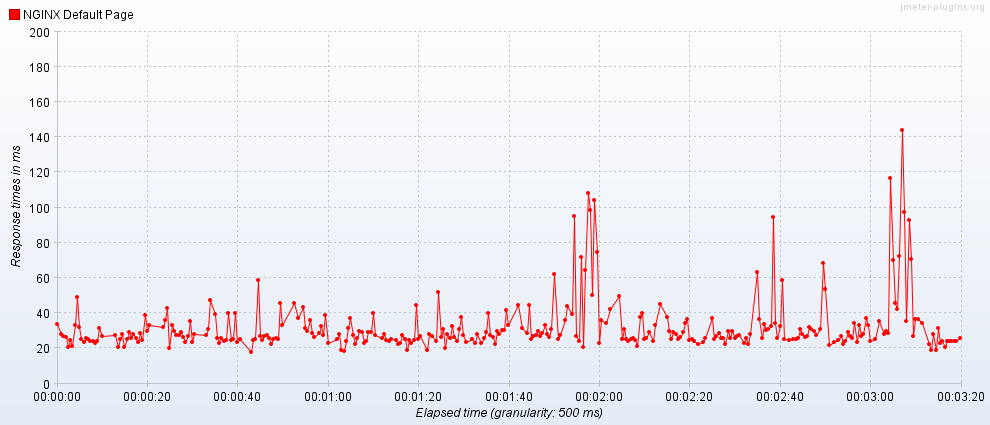 NGINX Default Page
jmeter-plugins.org
200
180
160
140
120
100
80
60
40
20
0
Response times in ms
00:00:00 00:00:20 00:00:40 00:01:00 00:01:20 00:01:40 00:02:00 00:02:20 00:02:40 00:03:00 00:03:20
Elapsed time (granularity: 500 ms)